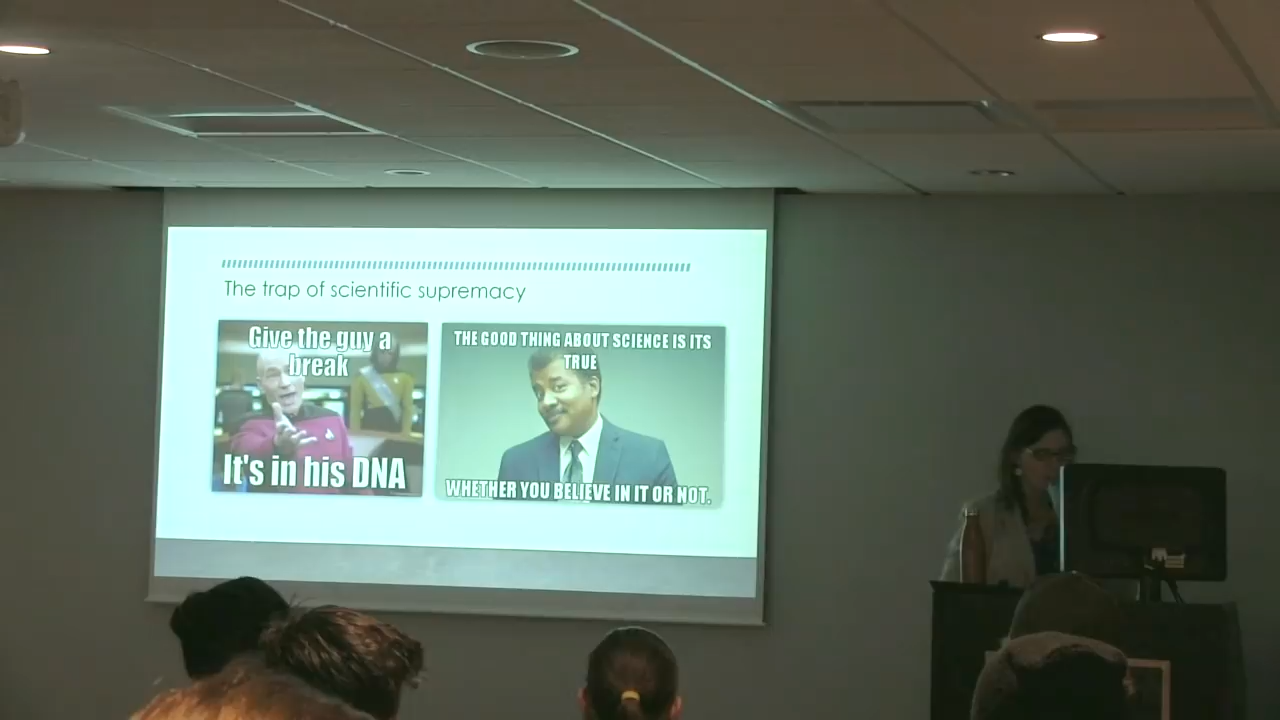 The trap of scientific supremacy
Give the guy a
break
It's in his DNA
THE GOOD THING ABOUT SCIENCE IS ITS
TRUE
WHETHER YOU BELIEVE IN IT OR NOT.